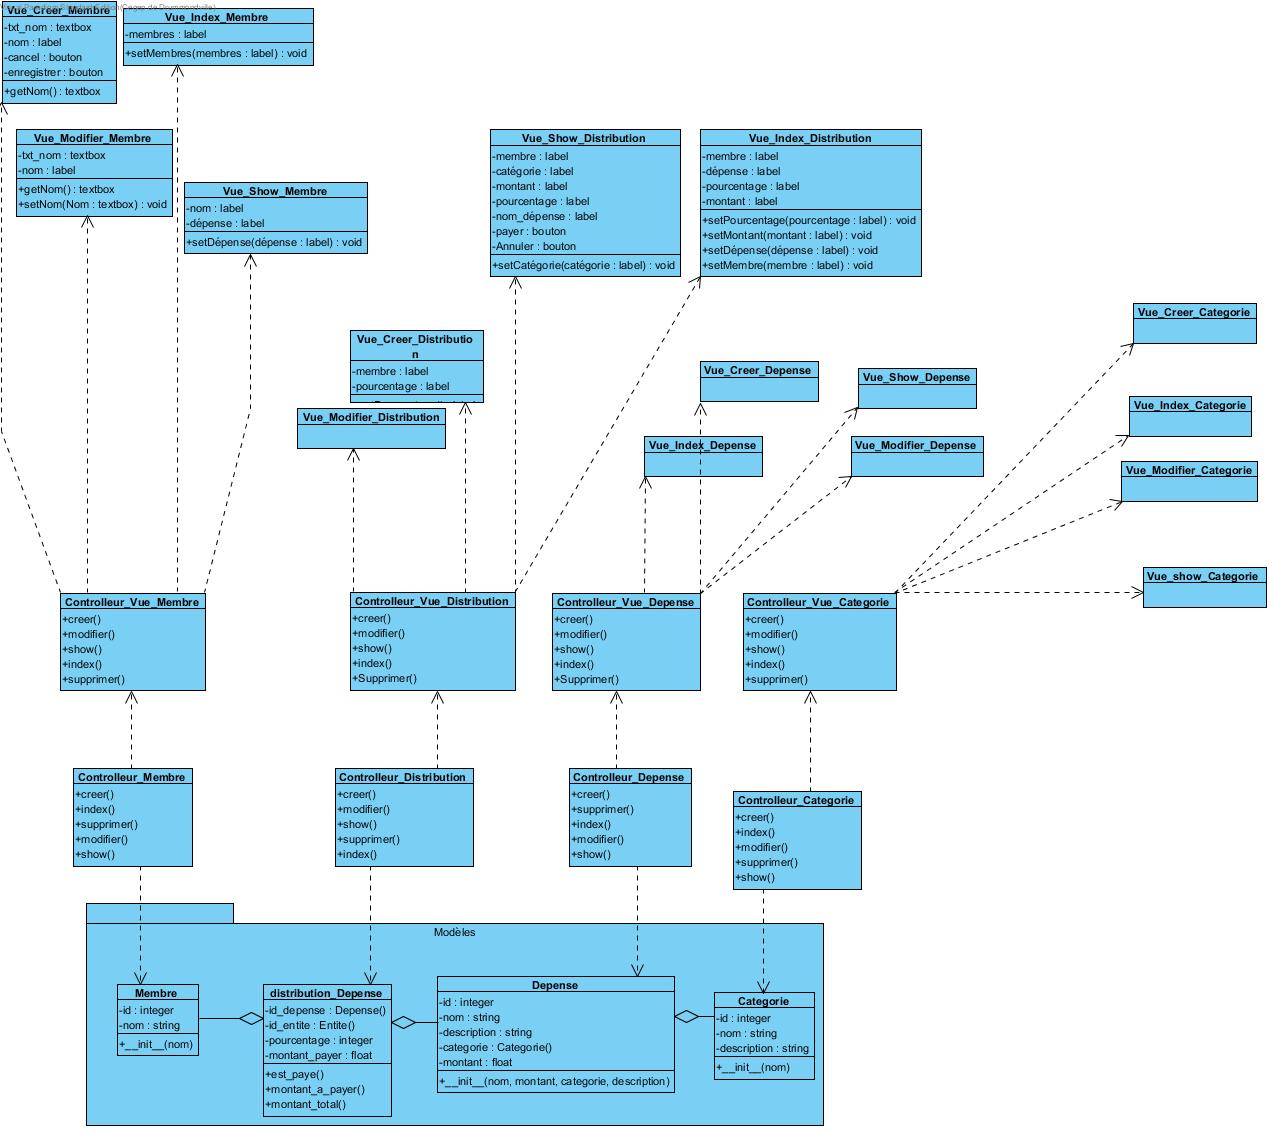 Vue_Creer_Membre
-txt_nom : textbox
-nom : label
-cancel : bouton
-enregistrer : bouton
+getNom() : textbox
Vue_Index_Membre
-membres : label
+setMembres(membres : label) : void
Vue_Modifier_Membre
-txt_nom : textbox
-nom : label
+getNom() : textbox
+setNom(Nom : textbox) : void
Vue_Show_Membre
-nom : label
-dépense : label
+setDépense(dépense : label) : void
Vue_Show_Distribution
-membre : label
-catégorie : label
-montant : label
-pourcentage : label
-nom_dépense : label
-payer : bouton
-Annuler : bouton
+setCatégorie(catégorie : label) : void
Vue_Index_Distribution
-membre : label
-dépense : label
-pourcentage : label
-montant : label
+setPourcentage(pourcentage : label) : void
+setMontant(montant : label) : void
+setDépense(dépense : label) : void
+setMembre(membre : label) : void
Vue_Creer_Distributio
n
-membre : label
-pourcentage : label
Vue_Modifier_Distribution
Vue_Creer_Depense
Vue_Show_Depense
Vue_Index_Depense
Vue_Modifier_Depense
Vue_Creer_Categorie
Vue_Index_Categorie
Vue_Modifier_Categorie
Vue_show_Categorie
Controlleur_Vue_Membre
+creer()
+modifier()
+show()
+index()
+supprimer()
Controlleur_Vue_Distribution
+creer()
+modifier()
+show()
+index()
+Supprimer()
Controlleur_Vue_Depense
+creer()
+modifier()
+show()
+index()
+Supprimer()
Controlleur_Vue_Categorie
+creer()
+modifier()
+show()
+index()
+supprimer()
Controlleur_Membre
+creer()
+index()
+supprimer()
+modifier()
+show()
Controlleur_Distribution
+creer()
+modifier()
+show()
+supprimer()
+index()
Controlleur_Depense
+creer()
+supprimer()
+index()
+modifier()
+show()
Controlleur_Categorie
+creer()
+index()
+modifier()
+supprimer()
+show()
Modèles
Membre
-id : integer
-nom : string
+__init__(nom)
distribution_Depense
-id_depense : Depense()
-id_entite : Entite()
-pourcentage : integer
-montant_payer : float
+est_paye()
+montant_a_payer()
+montant_total()
Depense
-id : integer
-nom : string
-description : string
-categorie : Categorie()
-montant : float
+__init__(nom, montant, categorie, description)
Categorie
-id : integer
-nom : string
-description : string
+__init__(nom)